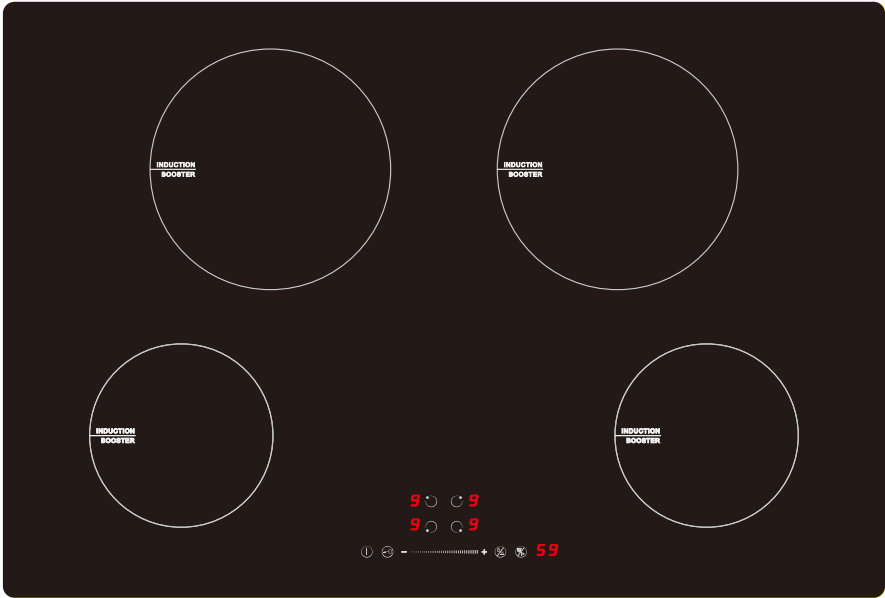 INDUCTION
BOOSTER
INDUCTION
BOOSTER
INDUCTION
BOOSTER
INDUCTION
BOOSTER
9 9
9 9
- + 59